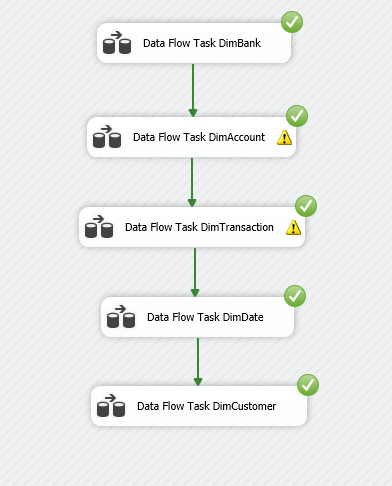 Data Flow Task DimBank
Data Flow Task DimAccount
Data Flow Task DimTransaction
Data Flow Task DimDate
Data Flow Task DimCustomer